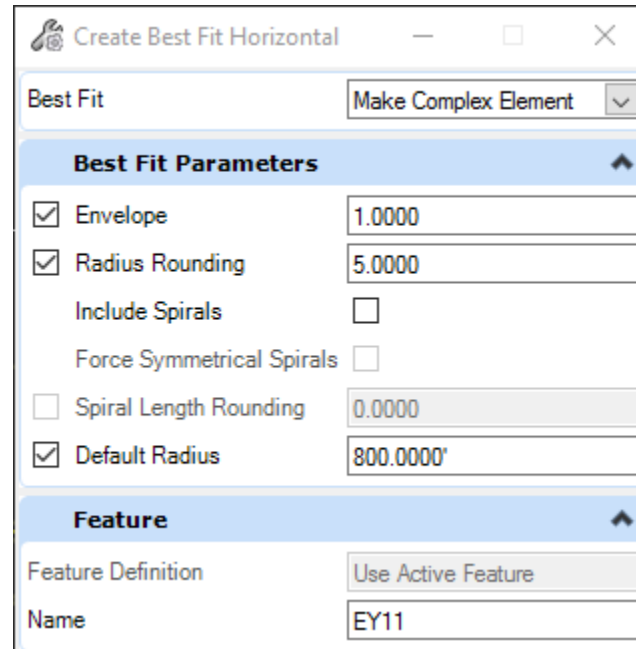 Create Best Fit Horizontal
Best Fit Make Complex Element
Best Fit Parameters
Envelope 1.0000
Radius Rounding 5.0000
Include Spirals
Force Symmetrical Spirals
Spiral Length Rounding 0.0000
Default Radius 800.0000'
Feature
Feature Definition Use Active Feature
Name EY11